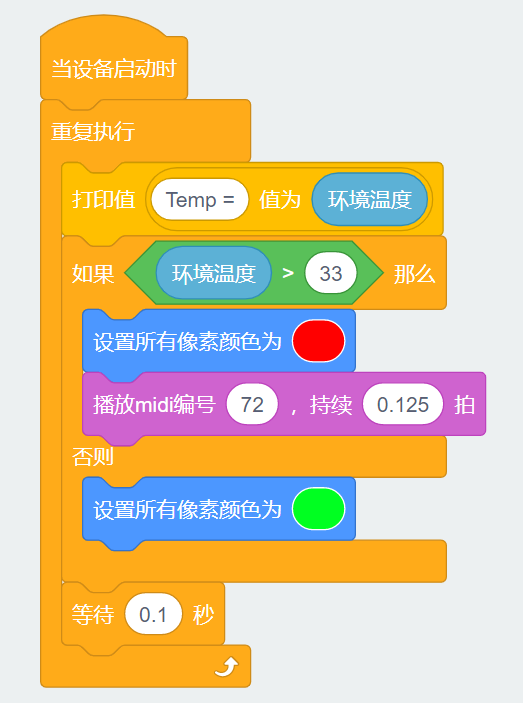 当设备启动时
重复执行
打印值 Temp = 值为 环境温度
如果 环境温度 > 33 那么
设置所有像素颜色为
播放midi编号 72 ，持续 0.125 拍
否则
设置所有像素颜色为
等待 0.1 秒